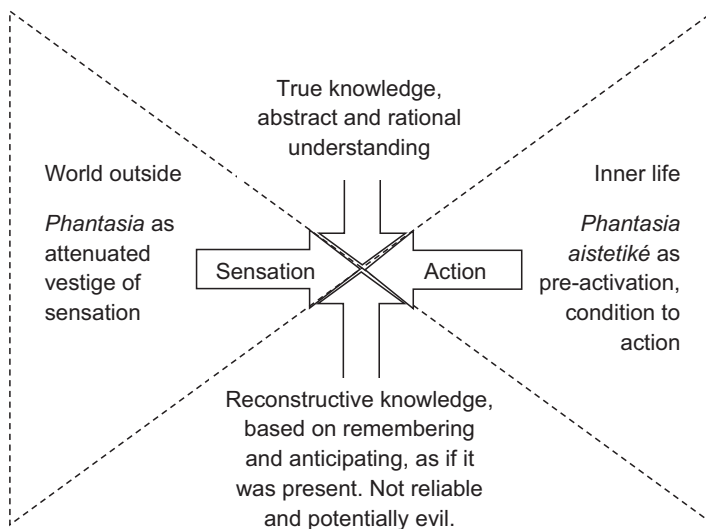 True knowledge,
abstract and rational
understanding
World outside
Phantasia as
attenuated
vestige of
sensation
Sensation
Action
Inner life
Phantasia
aistetiké as
pre-activation,
condition to
action
Reconstructive knowledge,
based on remembering
and anticipating, as if it
was present. Not reliable
and potentially evil.